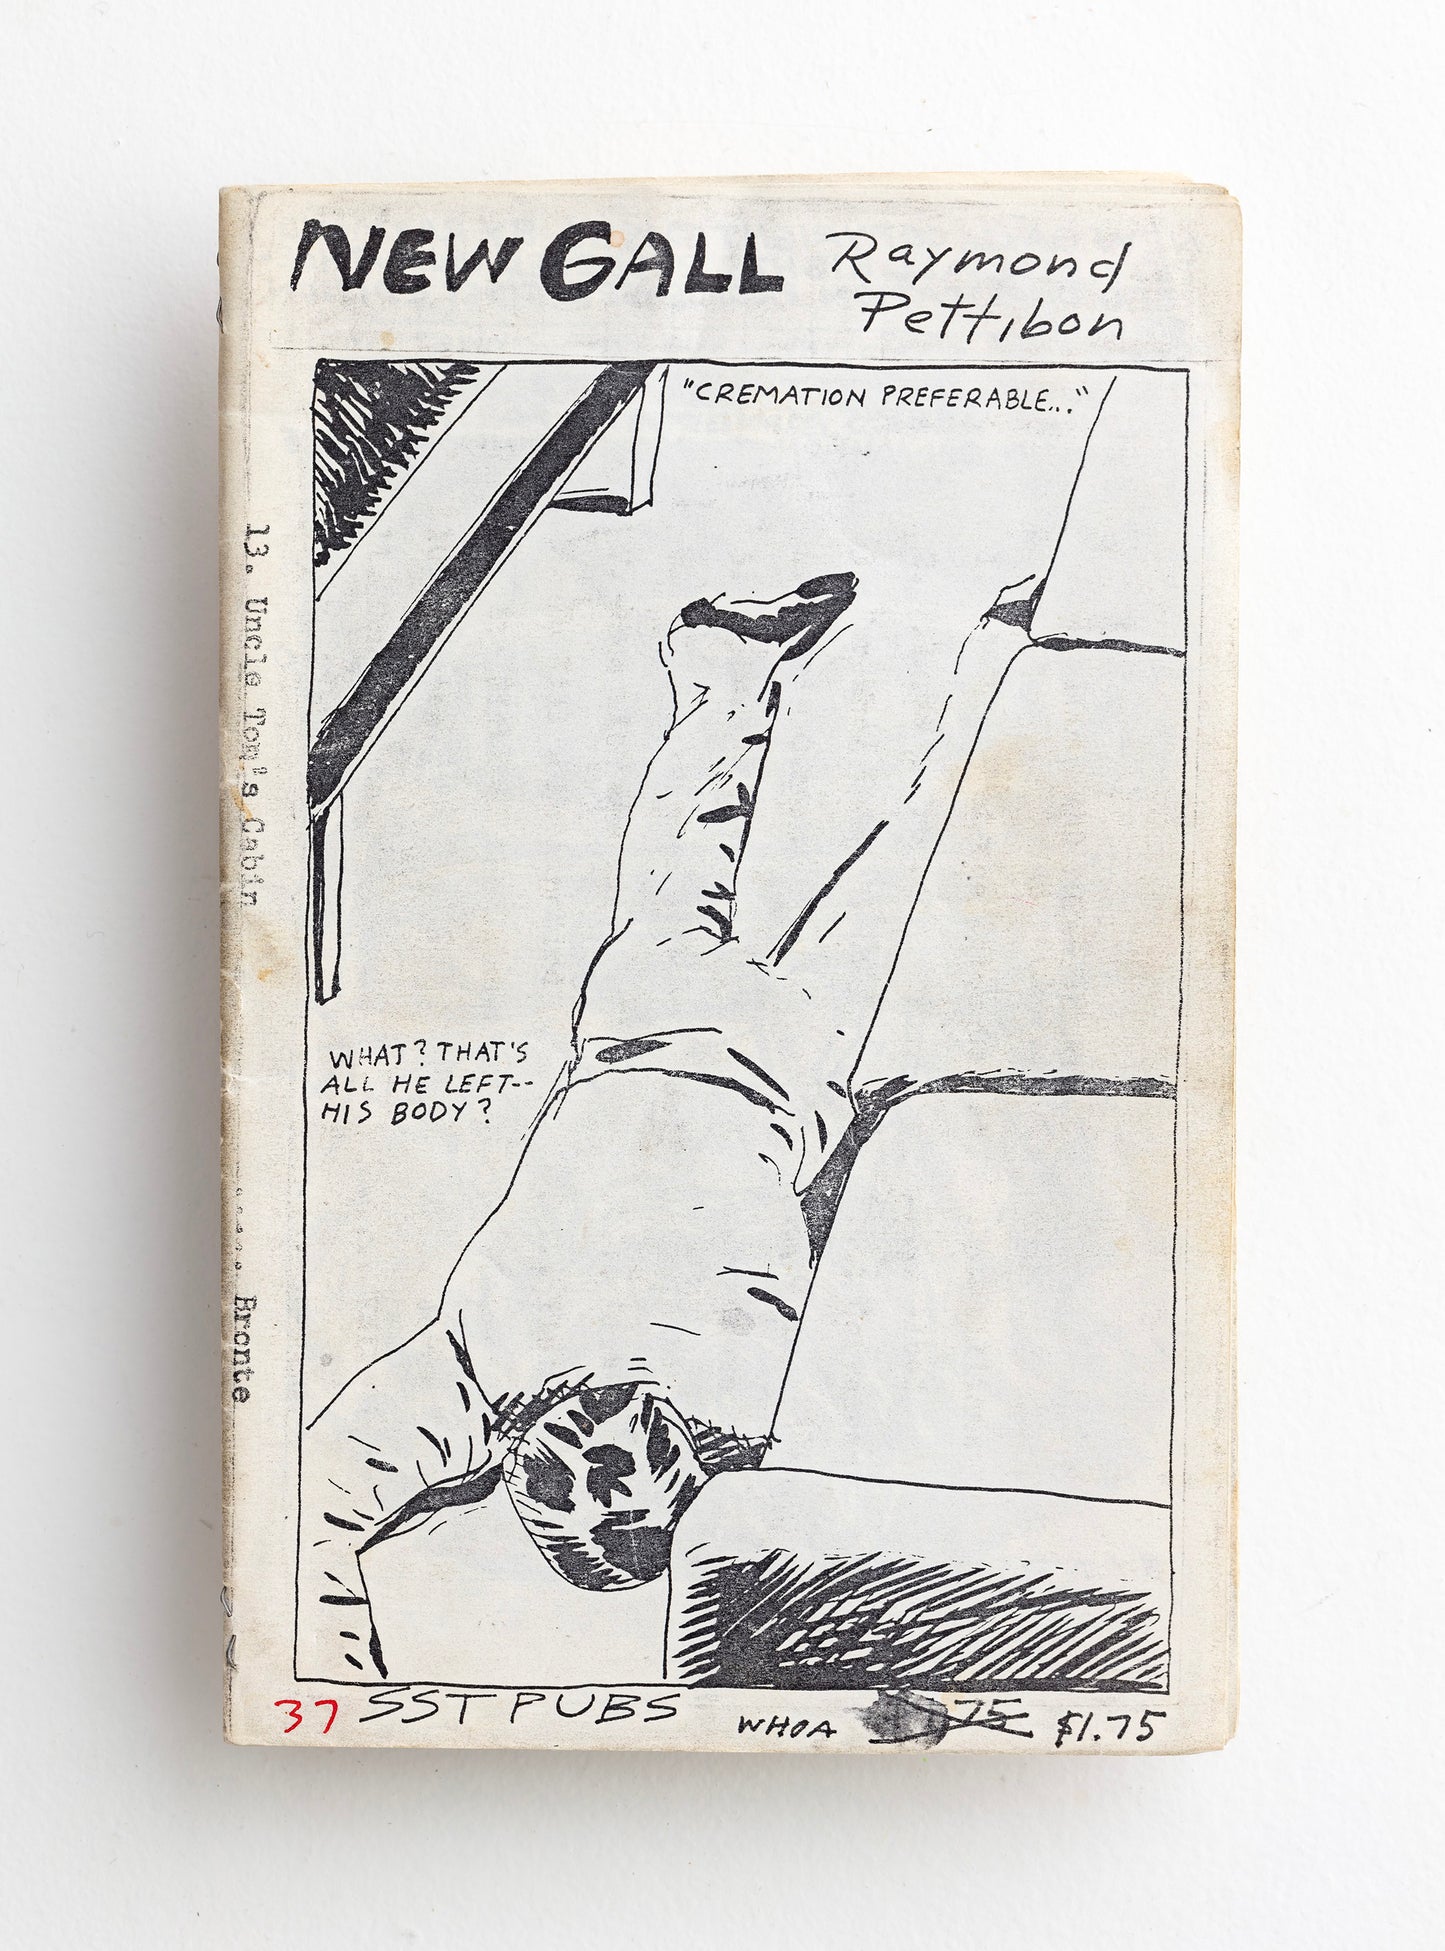 NEW GALL
Raymond
Pettibon
"CREMATION PREFERABLE..."
13. Uncle Tom's Cabin
WHAT? THAT'S
ALL HE LEFT--
HIS BODY?
Bronte
37 SST PUBS
WHOA
75
$1.75